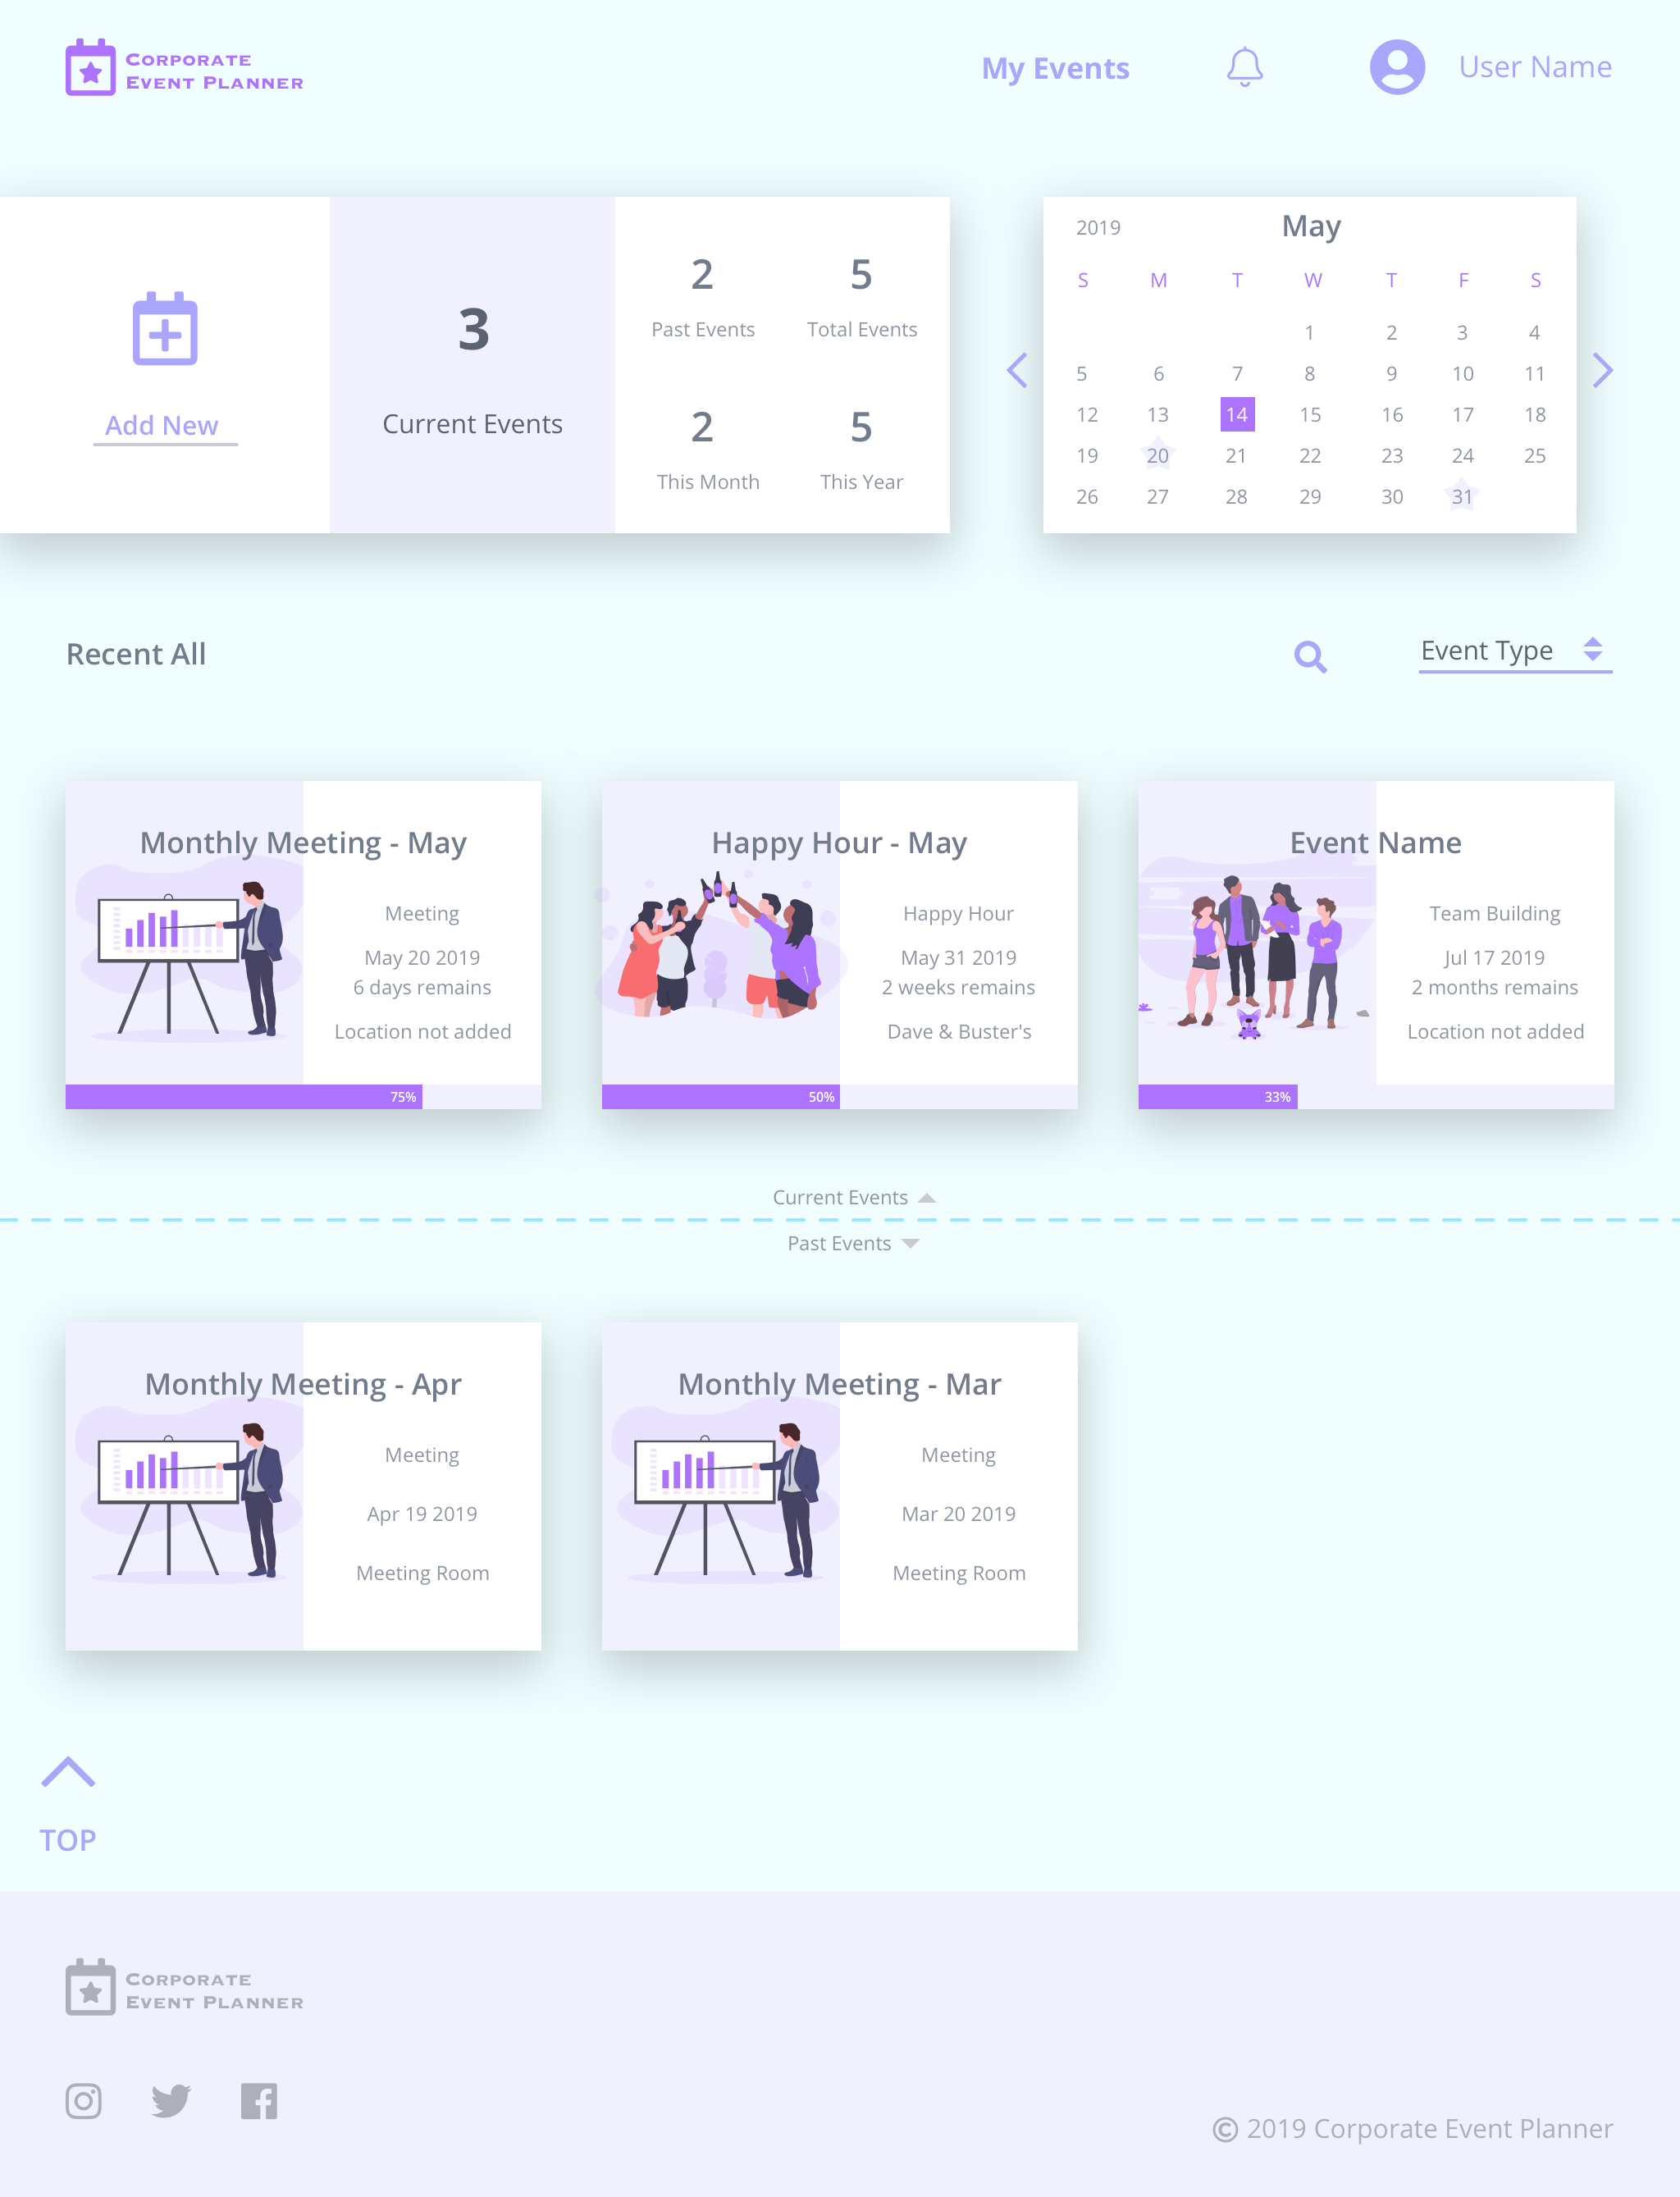 CORPORATE
EVENT PLANNER
My Events
User Name
Add New
3
Current Events
2
Past Events
5
Total Events
2
This Month
5
This Year
2019
May
S M T W T F S
1 2 3 4
5 6 7 8 9 10 11
12 13 14 15 16 17 18
19 20 21 22 23 24 25
26 27 28 29 30 31
Recent All
Event Type
Monthly Meeting - May
Meeting
May 20 2019
6 days remains
Location not added
75%
Happy Hour - May
Happy Hour
May 31 2019
2 weeks remains
Dave & Buster's
50%
Event Name
Team Building
Jul 17 2019
2 months remains
Location not added
33%
Current Events
Past Events
Monthly Meeting - Apr
Meeting
Apr 19 2019
Meeting Room
Monthly Meeting - Mar
Meeting
Mar 20 2019
Meeting Room
TOP
CORPORATE
EVENT PLANNER
© 2019 Corporate Event Planner